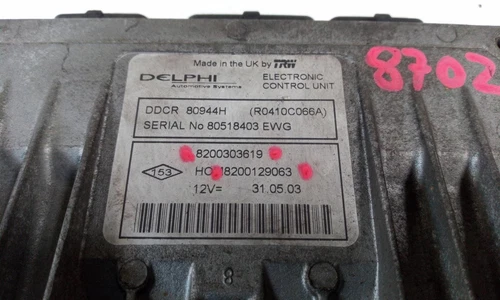 Made in the UK by TRW
8702
DELPHI
Automotive Systems
ELECTRONIC
CONTROL UNIT
DDCR 80944H (R0410C066A)
SERIAL No 80518403 EWG
8200303619
153
8200129063
12V= 31.05.03
8